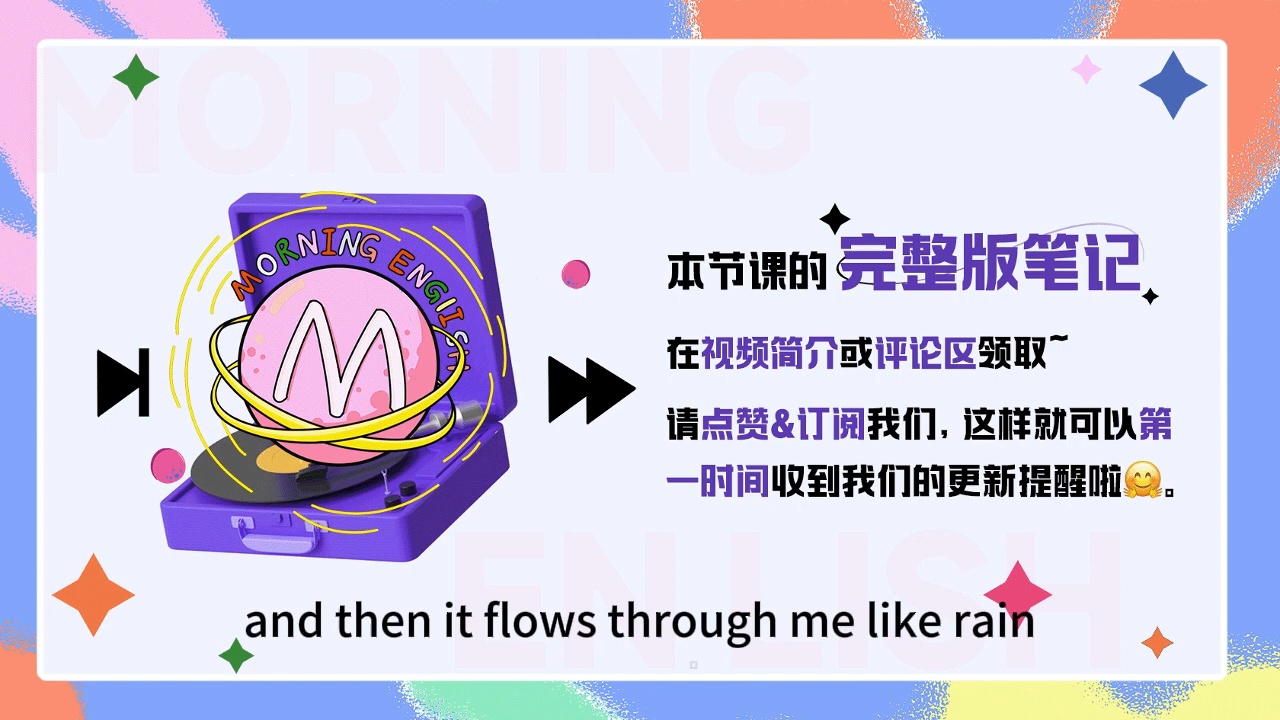 MORNING
MORNING ENGlISH
M
本节课的 完整版笔记
在视频简介或评论区领取~
请点赞&订阅我们, 这样就可以第
一时间收到我们的更新提醒啦🤗。
EN LISH
and then it flows through me like rain